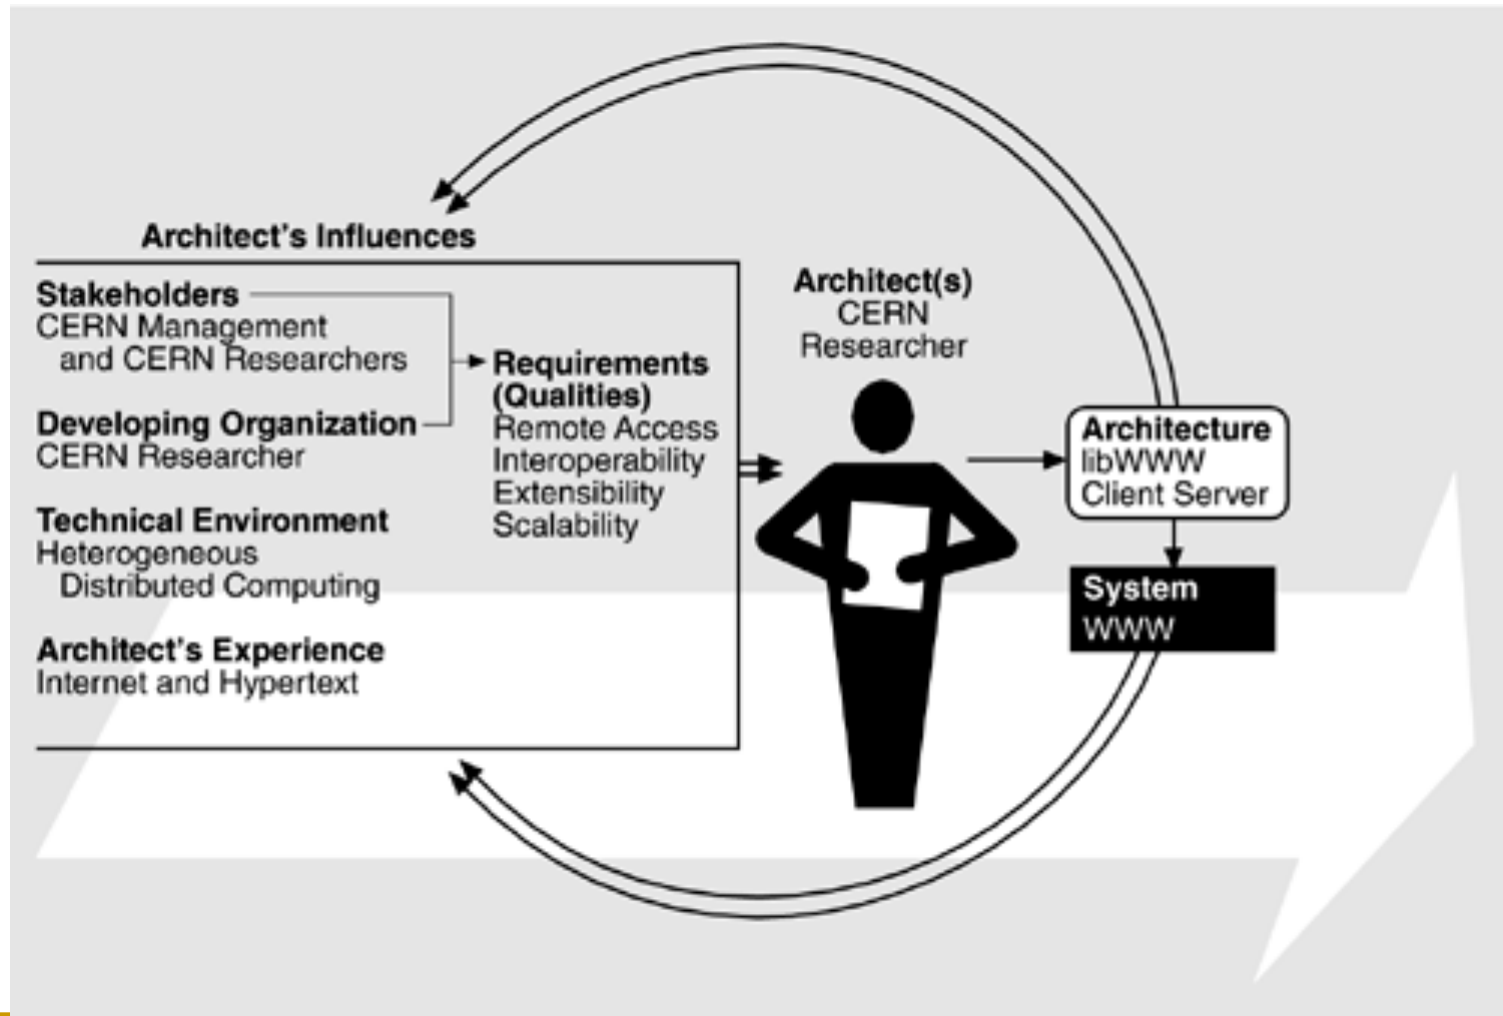 Architect's Influences
Stakeholders
CERN Management
and CERN Researchers
Developing Organization
CERN Researcher
Technical Environment
Heterogeneous
Distributed Computing
Architect's Experience
Internet and Hypertext
Requirements
(Qualities)
Remote Access
Interoperability
Extensibility
Scalability
Architect(s)
CERN
Researcher
Architecture
libWWW
Client Server
System
WWW